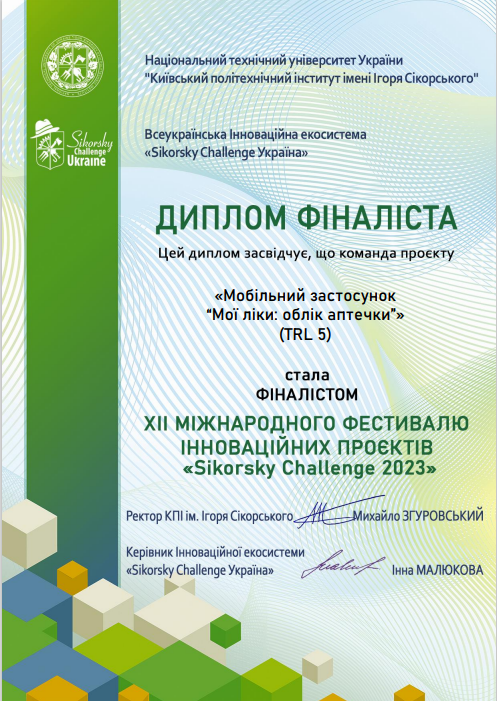 Національний технічний університет України
"Київський політехнічний інститут імені Ігоря Сікорського"
Sikorsky
Challenge
Ukraine
Всеукраїнська Інноваційна екосистема
«Sikorsky Challenge Україна»
ДИПЛОМ ФІНАЛІСТА
Цей диплом засвідчує, що команда проєкту
«Мобільний застосунок
“Мої ліки: облік аптечки”»
(TRL 5)
стала
ФІНАЛІСТОМ
XII МІЖНАРОДНОГО ФЕСТИВАЛЮ
ІННОВАЦІЙНИХ ПРОЄКТІВ
«Sikorsky Challenge 2023»
Ректор КПІ ім. Ігоря Сікорського Михайло ЗГУРОВСЬКИЙ
Керівник Інноваційної екосистеми
«Sikorsky Challenge Україна» Інна МАЛЮКОВА